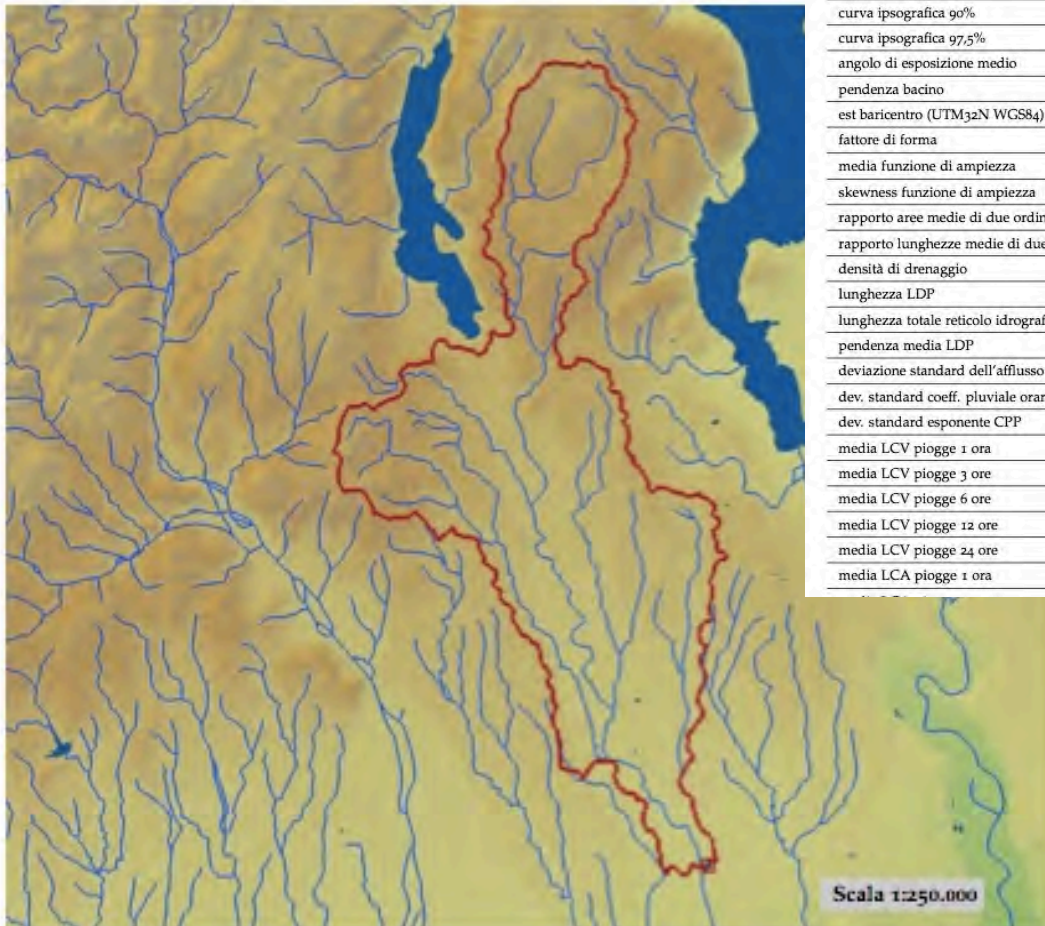 curva ipsografica 90%
curva ipsografica 97,5%
angolo di esposizione medio
pendenza bacino
est baricentro (UTM32N WGS84)
fattore di forma
media funzione di ampiezza
skewness funzione di ampiezza
rapporto aree medie di due ordin
rapporto lunghezze medie di due
densità di drenaggio
lunghezza LDP
lunghezza totale reticolo idrograf
pendenza media LDP
deviazione standard dell'afflusso
dev. standard coeff. pluviale orar
dev. standard esponente CPP
media LCV piogge 1 ora
media LCV piogge 3 ore
media LCV piogge 6 ore
media LCV piogge 12 ore
media LCV piogge 24 ore
media LCA piogge 1 ora
Scala 1:250.000